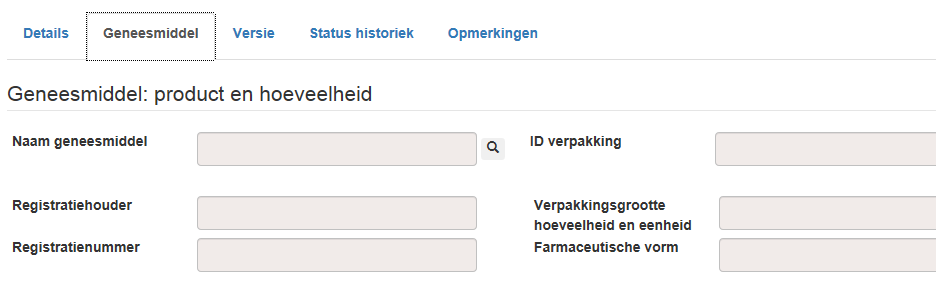 Details Geneesmiddel Versie Status historiek Opmerkingen
Geneesmiddel: product en hoeveelheid
Naam geneesmiddel ID verpakking
Registratiehouder Verpakkingsgrootte
hoeveelheid en eenheid
Registratienummer Farmaceutische vorm